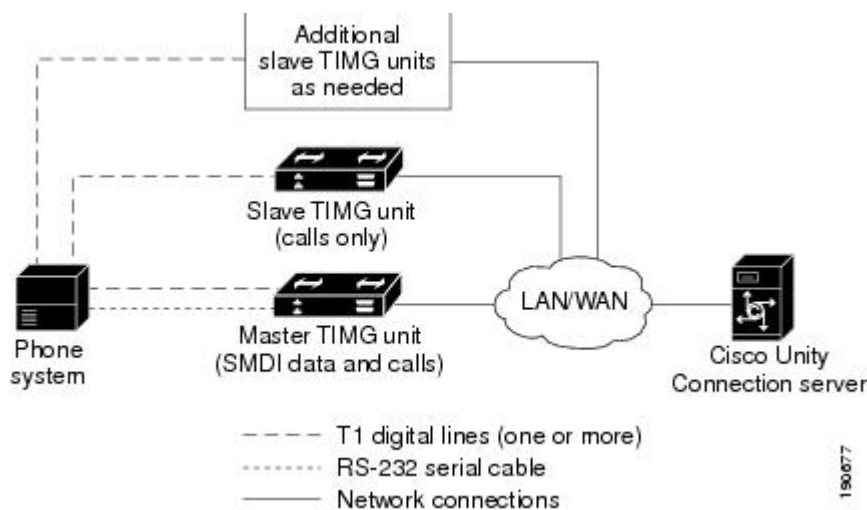 Additional
slave TIMG units
as needed
Slave TIMG unit
(calls only)
LAN/WAN
Phone
system
Master TIMG unit
(SMDI data and calls)
Cisco Unity
Connection server
T1 digital lines (one or more)
RS-232 serial cable
Network connections
190677